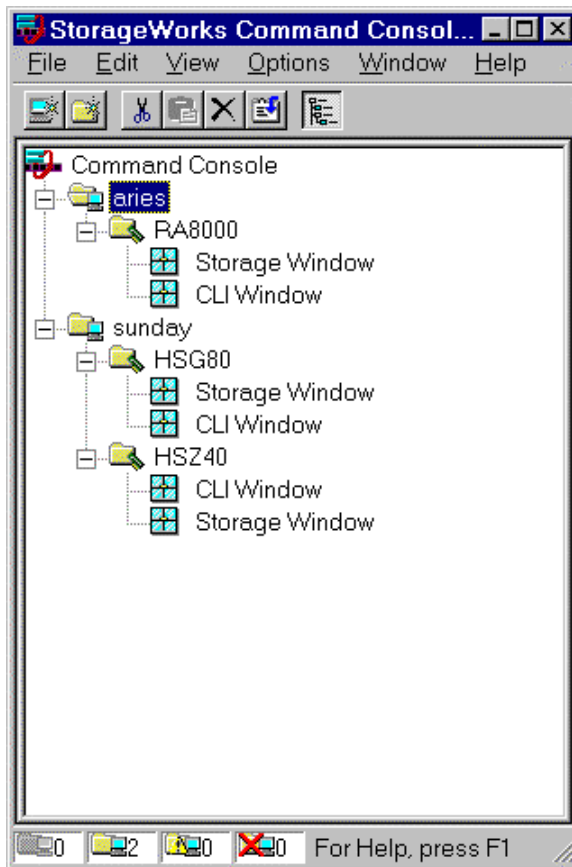 StorageWorks Command Consol...
File Edit View Options Window Help
Command Console
aries
RA8000
Storage Window
CLI Window
sunday
HSG80
Storage Window
CLI Window
HSZ40
CLI Window
Storage Window
0 2 0 0 For Help, press F1